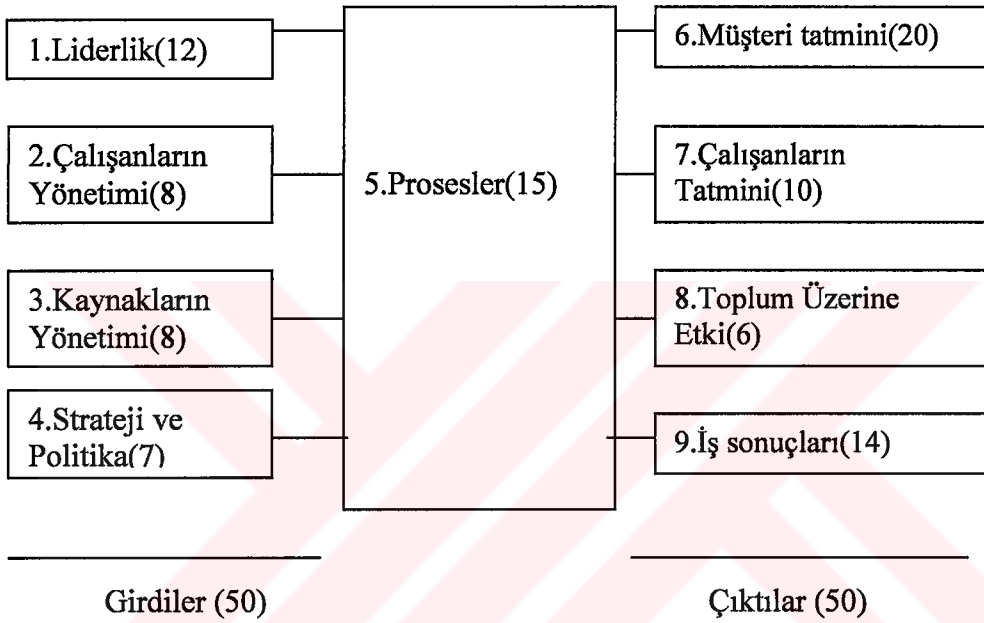 1.Liderlik(12)
2.Çalışanların
Yönetimi(8)
3.Kaynakların
Yönetimi(8)
4.Strateji ve
Politika(7)
5.Prosesler(15)
6.Müşteri tatmini(20)
7.Çalışanların
Tatmini(10)
8.Toplum Üzerine
Etki(6)
9.İş sonuçları(14)
Girdiler (50)
Çıktılar (50)